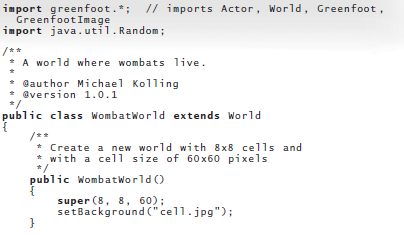 import greenfoot.*;  // imports Actor, World, Greenfoot,
  GreenfootImage
import java.util.Random;

/**
 * A world where wombats live.
 *
 * @author Michael Kolling
 * @version 1.0.1
 */
public class WombatWorld extends World
{
    /**
     * Create a new world with 8x8 cells and
     * with a cell size of 60x60 pixels
     */
    public WombatWorld()
    {
        super(8, 8, 60);
        setBackground("cell.jpg");
    }